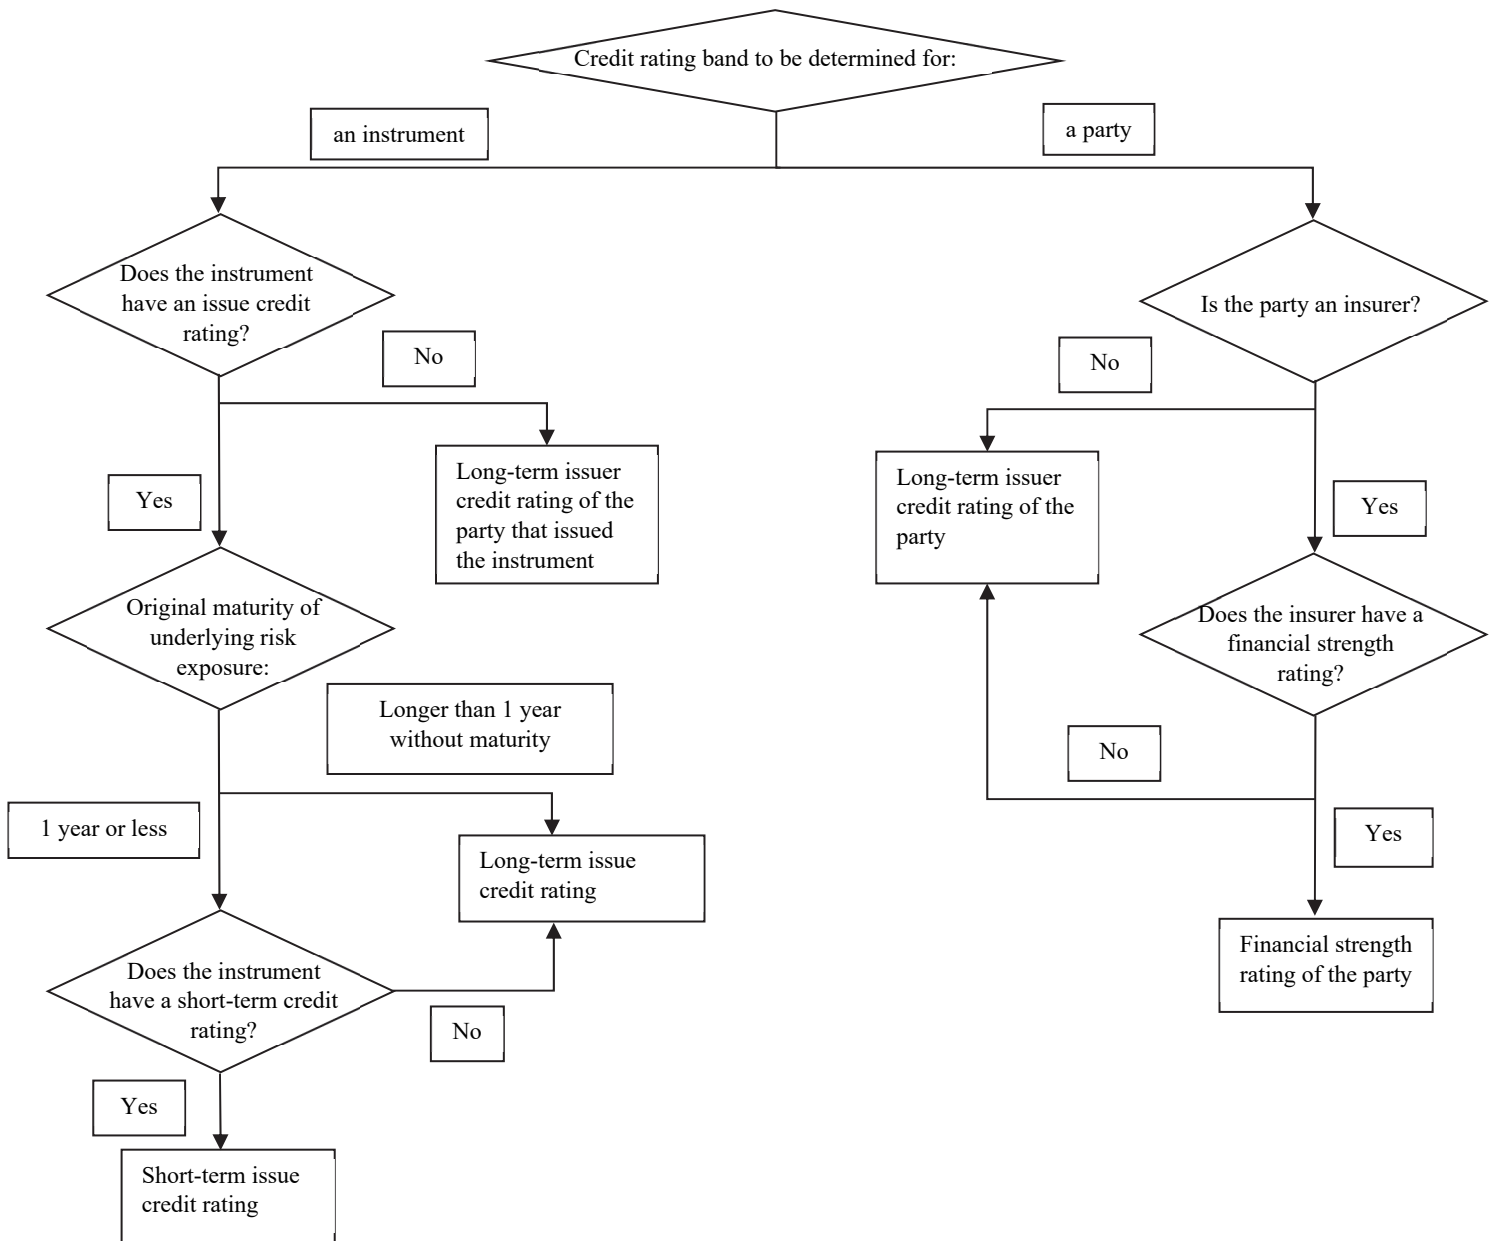 Credit rating band to be determined for:
an instrument
a party
Does the instrument
have an issue credit
rating?
Is the party an insurer?
No
No
Long-term issuer
credit rating of the
party that issued
the instrument
Long-term issuer
credit rating of the
party
Yes
Yes
Original maturity of
underlying risk
exposure:
Does the insurer have a
financial strength
rating?
Longer than 1 year
without maturity
No
1 year or less
Yes
Long-term issue
credit rating
Financial strength
rating of the party
Does the instrument
have a short-term credit
rating?
No
Yes
Short-term issue
credit rating